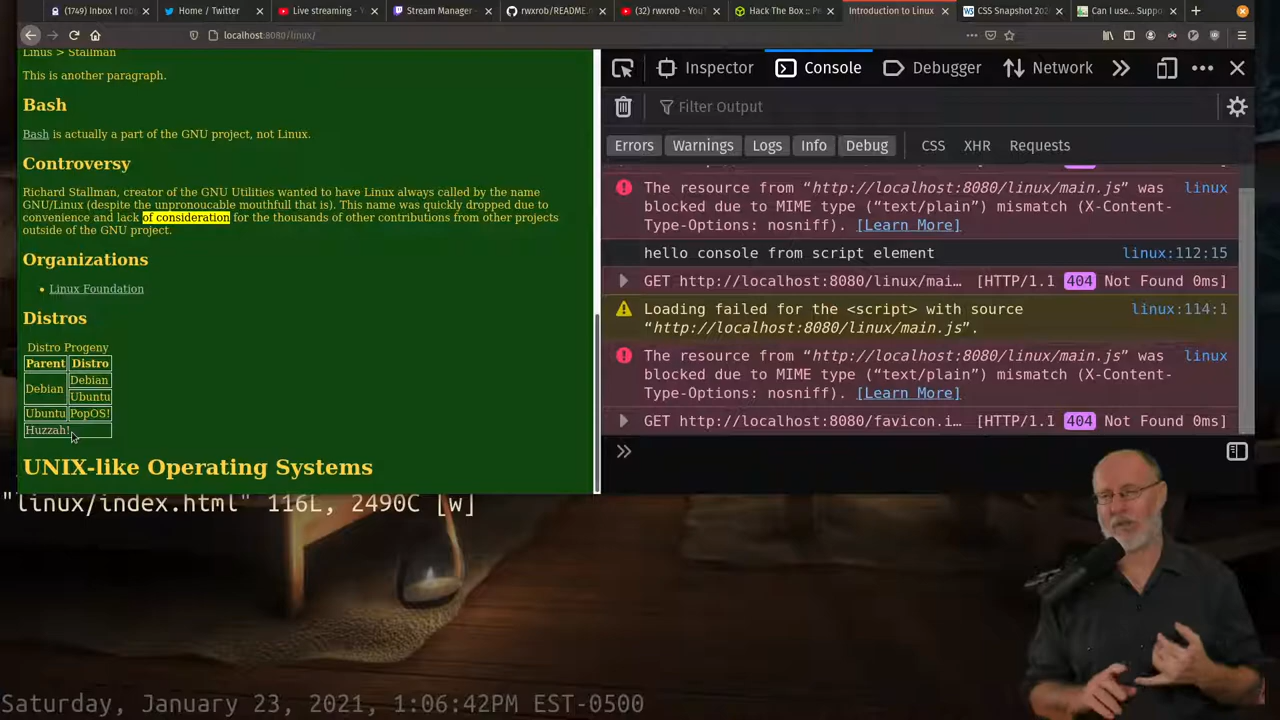 (1749) Inbox | rob
Home / Twitter
Live streaming - Y
Stream Manager -
rwxrob/README.m
(32) rwxrob - YouT
Hack The Box :: P
Introduction to Linux
CSS Snapshot 202
Can I use... Suppo
localhost:8080/linux/
Linus > Stallman
This is another paragraph.
Bash
Bash is actually a part of the GNU project, not Linux.
Controversy
Richard Stallman, creator of the GNU Utilities wanted to have Linux always called by the name
GNU/Linux (despite the unpronoucable mouthfull that is). This name was quickly dropped due to
convenience and lack of consideration for the thousands of other contributions from other projects
outside of the GNU project.
Organizations
• Linux Foundation
Distros
Distro Progeny
Parent Distro
Debian Debian
Ubuntu
Ubuntu PopOS!
Huzzah!
UNIX-like Operating Systems
Inspector Console Debugger Network
Filter Output
Errors Warnings Logs Info Debug CSS XHR Requests
The resource from “http://localhost:8080/linux/main.js” was linux
blocked due to MIME type (“text/plain”) mismatch (X-Content-
Type-Options: nosniff). [Learn More]
hello console from script element linux:112:15
GET http://localhost:8080/linux/mai… [HTTP/1.1 404 Not Found 0ms]
Loading failed for the <script> with source linux:114:1
“http://localhost:8080/linux/main.js”.
The resource from “http://localhost:8080/linux/main.js” was linux
blocked due to MIME type (“text/plain”) mismatch (X-Content-
Type-Options: nosniff). [Learn More]
GET http://localhost:8080/favicon.i… [HTTP/1.1 404 Not Found 0ms]
"linux/index.html" 116L, 2490C [w]
Saturday, January 23, 2021, 1:06:42PM EST-0500